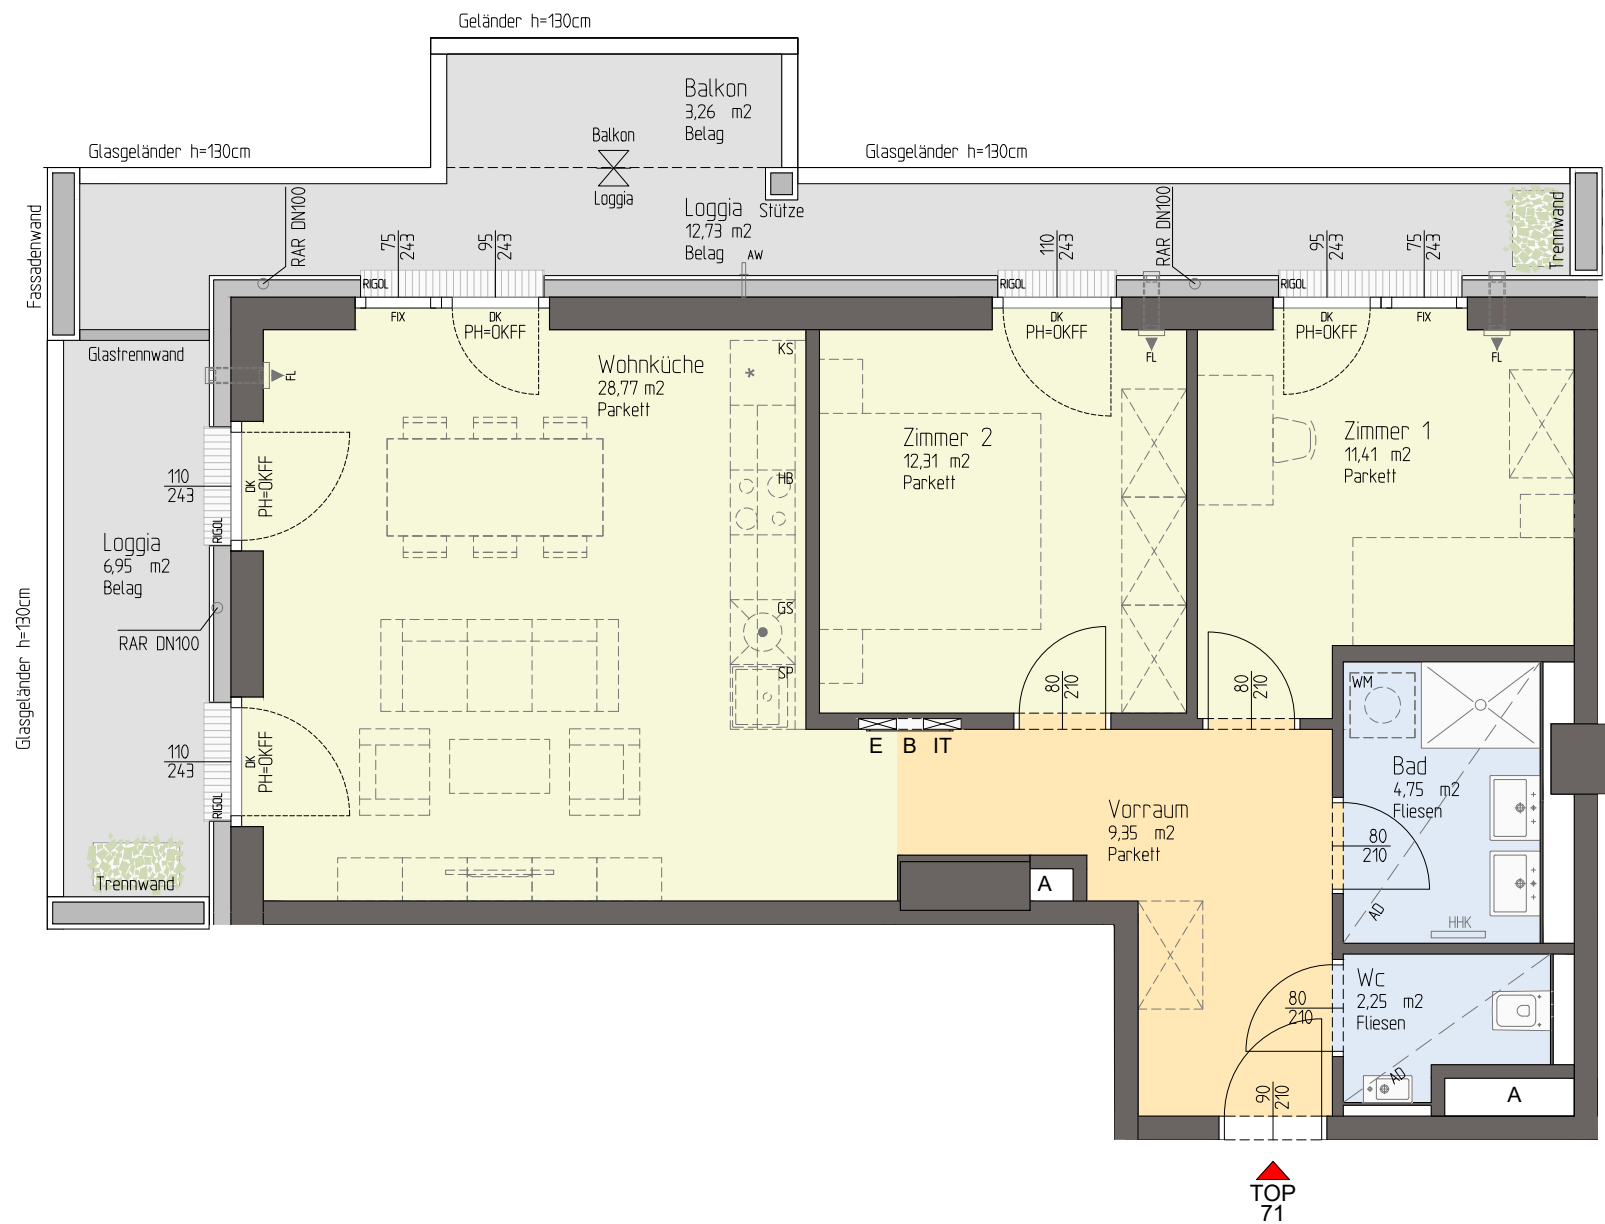 Geländer h=130cm
Balkon
3,26 m2
Belag
Balkon
Loggia
Glasgeländer h=130cm
Glasgeländer h=130cm
Fassadenwand
RAR DN100
Loggia
12,73 m2
Belag
Stütze
AW
RAR DN100
Trennwand
75
243
95
243
110
243
95
243
75
243
RIGOL
RIGOL
RIGOL
FIX
DK
PH=OKFF
DK
PH=OKFF
DK
PH=OKFF
FIX
Glastrennwand
FL
FL
FL
Wohnküche
28,77 m2
Parkett
KS
*
HB
GS
SP
Zimmer 2
12,31 m2
Parkett
Zimmer 1
11,41 m2
Parkett
110
243
DK
PH=OKFF
RIGOL
Loggia
6,95 m2
Belag
RAR DN100
Glasgeländer h=130cm
110
243
DK
PH=OKFF
RIGOL
Trennwand
80
210
80
210
E B IT
WM
Bad
4,75 m2
Fliesen
80
210
AD
HHK
Vorraum
9,35 m2
Parkett
A
Wc
2,25 m2
Fliesen
80
210
AD
A
90
210
TOP
71